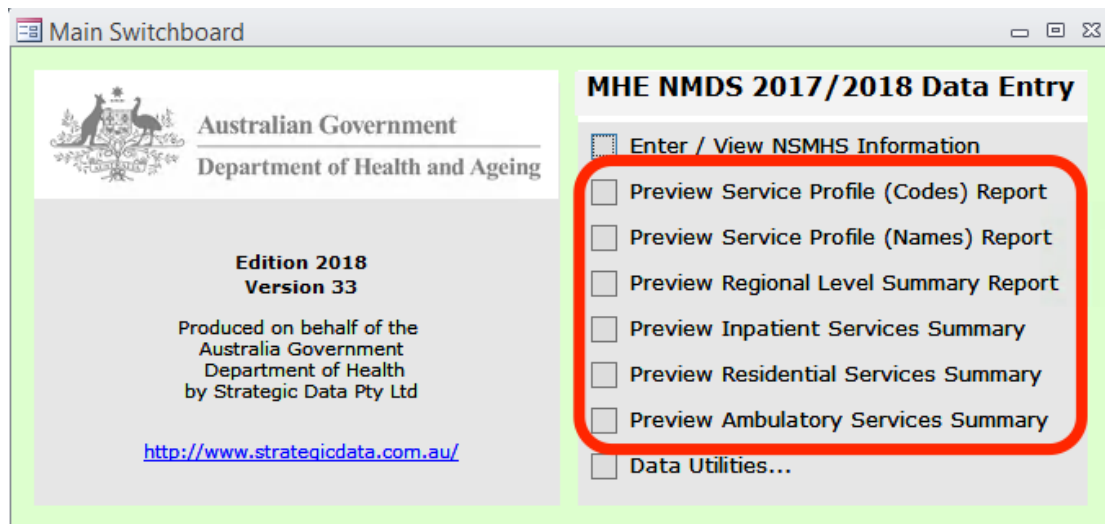 Main Switchboard
Australian Government
Department of Health and Ageing
Edition 2018
Version 33
Produced on behalf of the
Australia Government
Department of Health
by Strategic Data Pty Ltd
http://www.strategicdata.com.au/
MHE NMDS 2017/2018 Data Entry
Enter / View NSMHS Information
Preview Service Profile (Codes) Report
Preview Service Profile (Names) Report
Preview Regional Level Summary Report
Preview Inpatient Services Summary
Preview Residential Services Summary
Preview Ambulatory Services Summary
Data Utilities...